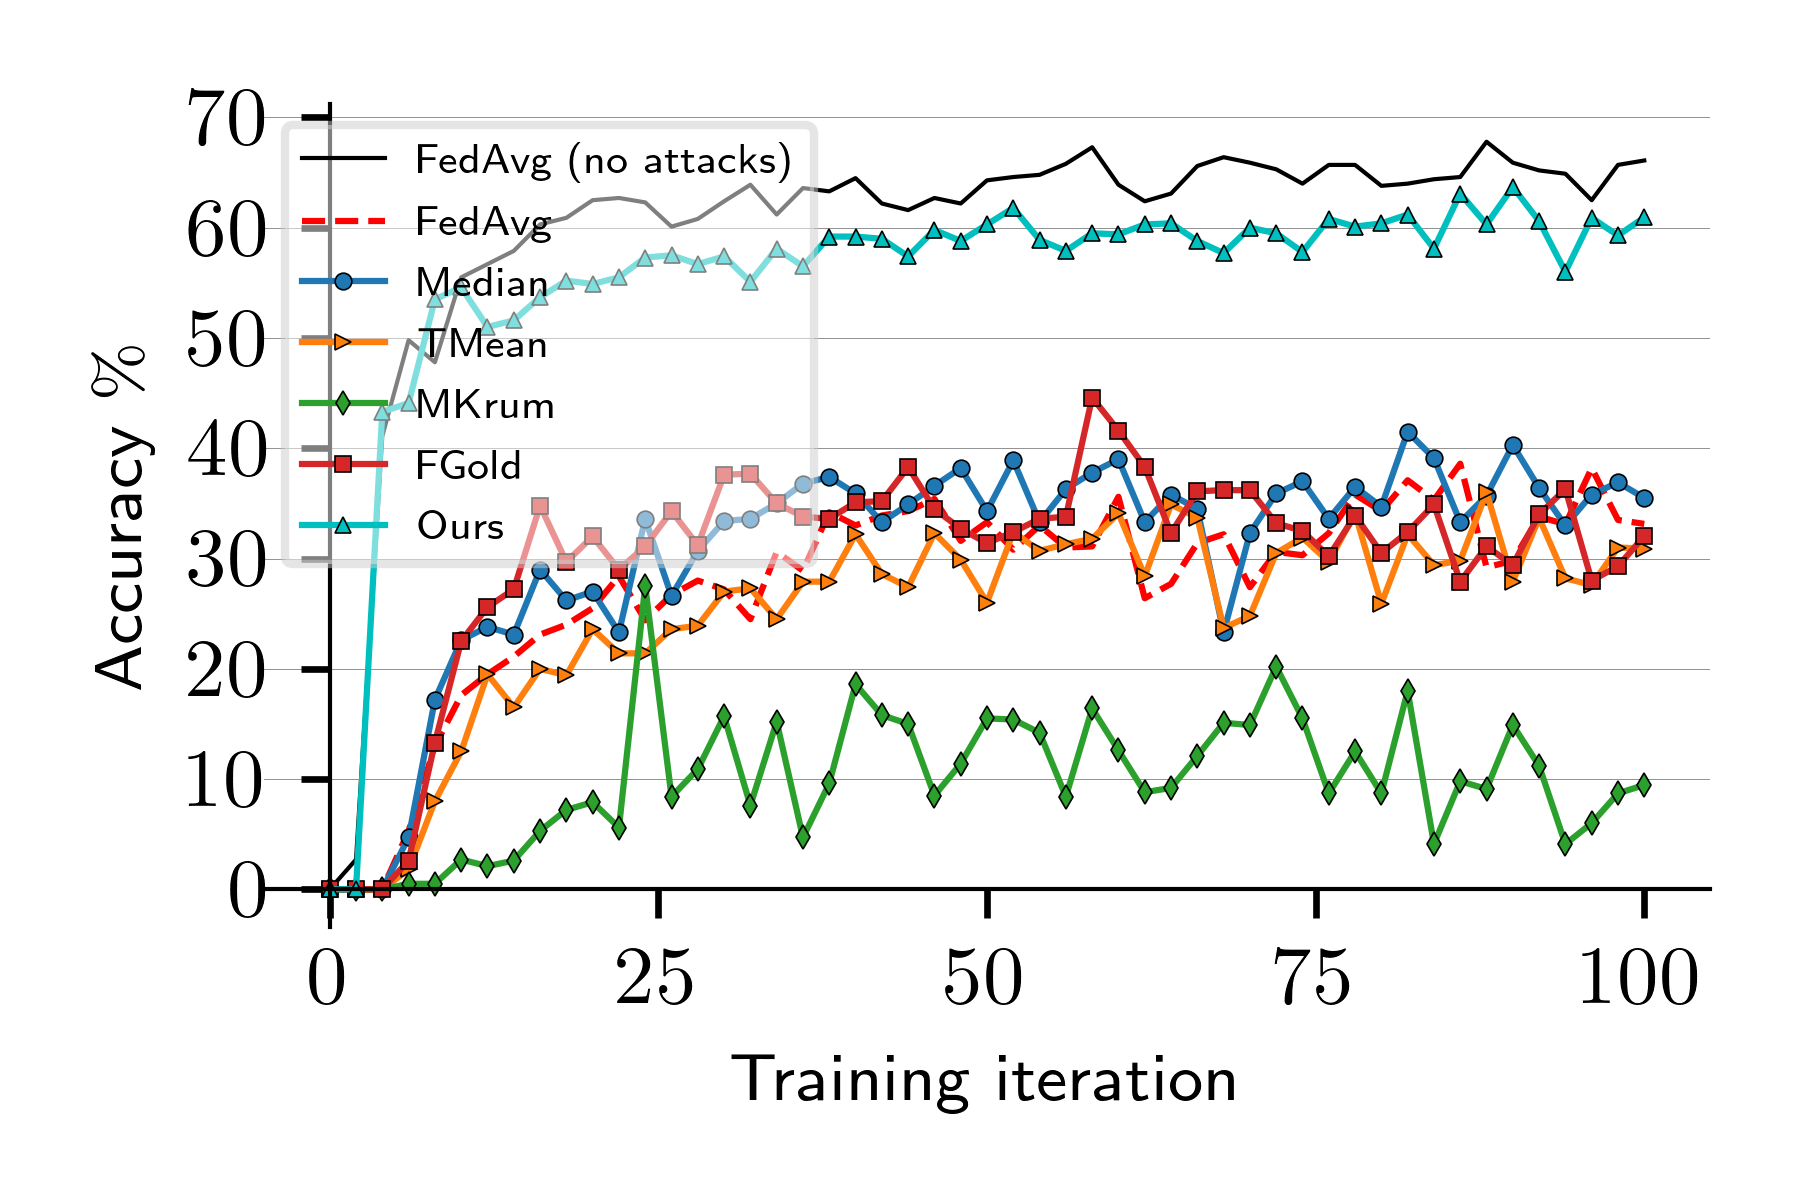 70
60
50
40
30
20
10
0
Accuracy %
FedAvg (no attacks)
FedAvg
Median
TMean
MKrum
FGold
Ours
0 25 50 75 100
Training iteration